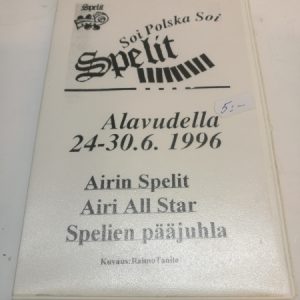 Spelit
Soi Polska Soi
Spelit
5:-
Alavudella
24-30.6. 1996
Airin Spelit
Airi All Star
Spelien pääjuhla
Kuvaus: Raimo Fanila